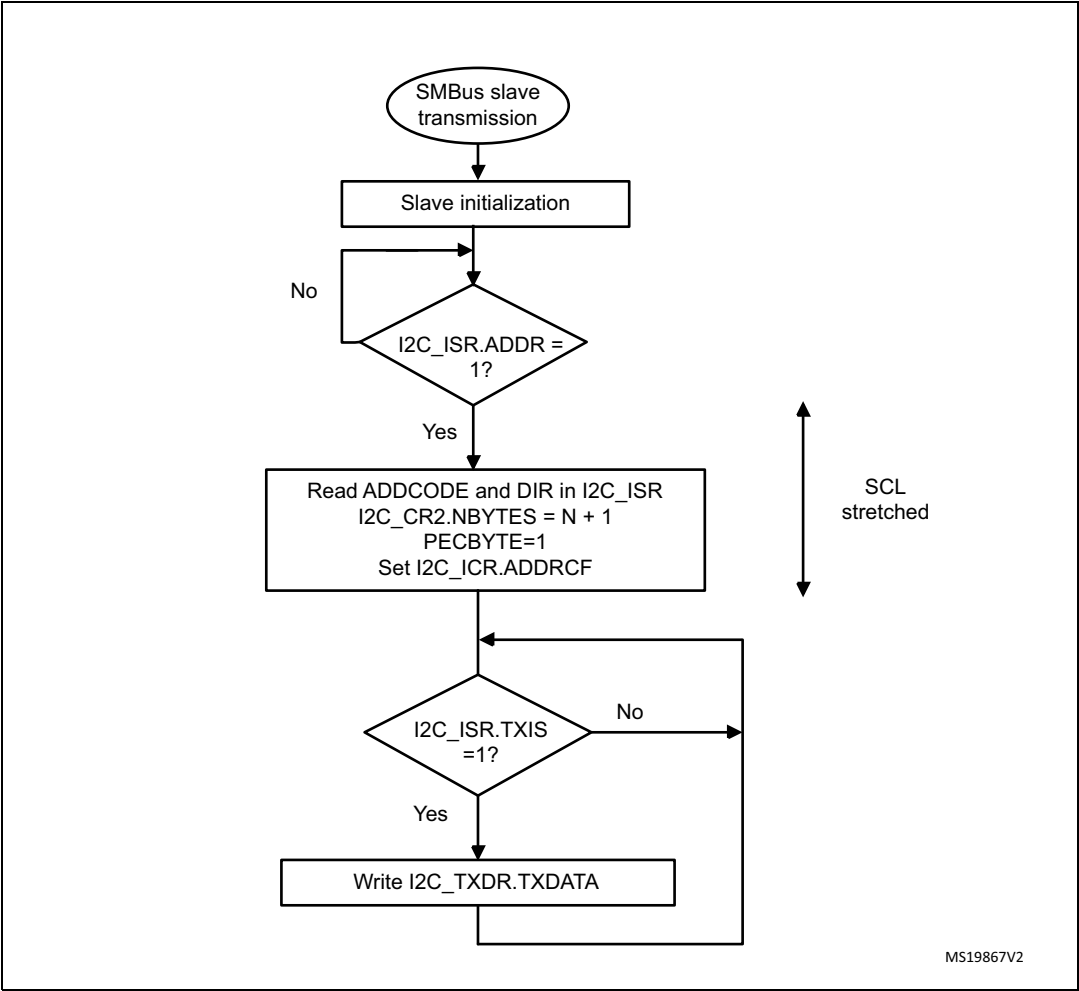 SMBus slave
transmission
Slave initialization
No
I2C_ISR.ADDR =
1?
Yes
Read ADDCODE and DIR in I2C_ISR
I2C_CR2.NBYTES = N + 1
PECBYTE=1
Set I2C_ICR.ADDRCF
SCL
stretched
No
I2C_ISR.TXIS
=1?
Yes
Write I2C_TXDR.TXDATA
MS19867V2